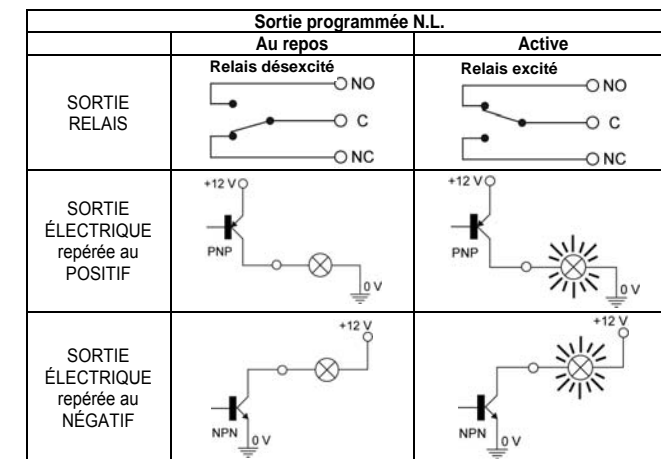 Sortie programmée N.L.
Au repos
Active
SORTIE
RELAIS
Relais désexcité
NO
C
NC
Relais excité
NO
C
NC
SORTIE
ÉLECTRIQUE
repérée au
POSITIF
+12 V
PNP
0 V
+12 V
PNP
0 V
SORTIE
ÉLECTRIQUE
repérée au
NÉGATIF
+12 V
NPN
0 V
+12 V
NPN
0 V